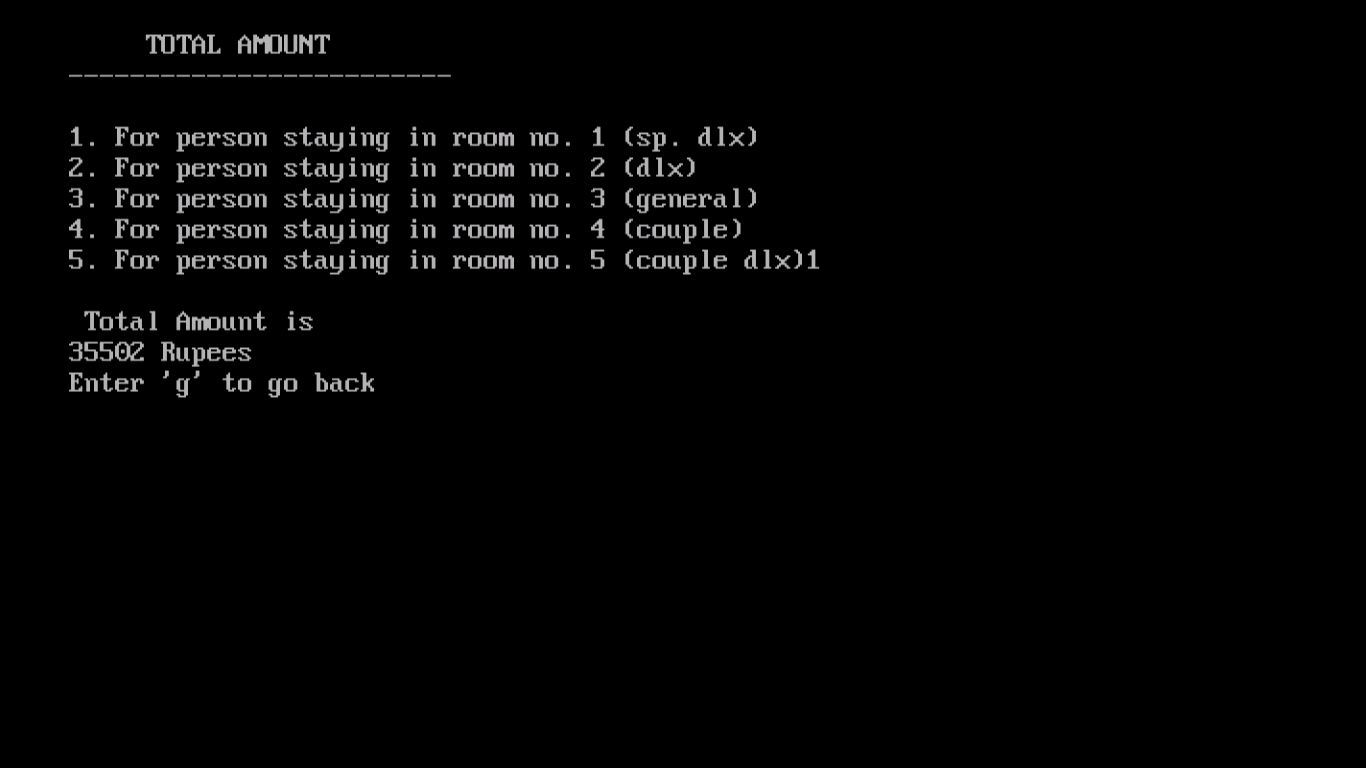 TOTAL AMOUNT
-------------------------
1. For person staying in room no. 1 (sp. dlx)
2. For person staying in room no. 2 (dlx)
3. For person staying in room no. 3 (general)
4. For person staying in room no. 4 (couple)
5. For person staying in room no. 5 (couple dlx)1
Total Amount is
35502 Rupees
Enter 'g' to go back